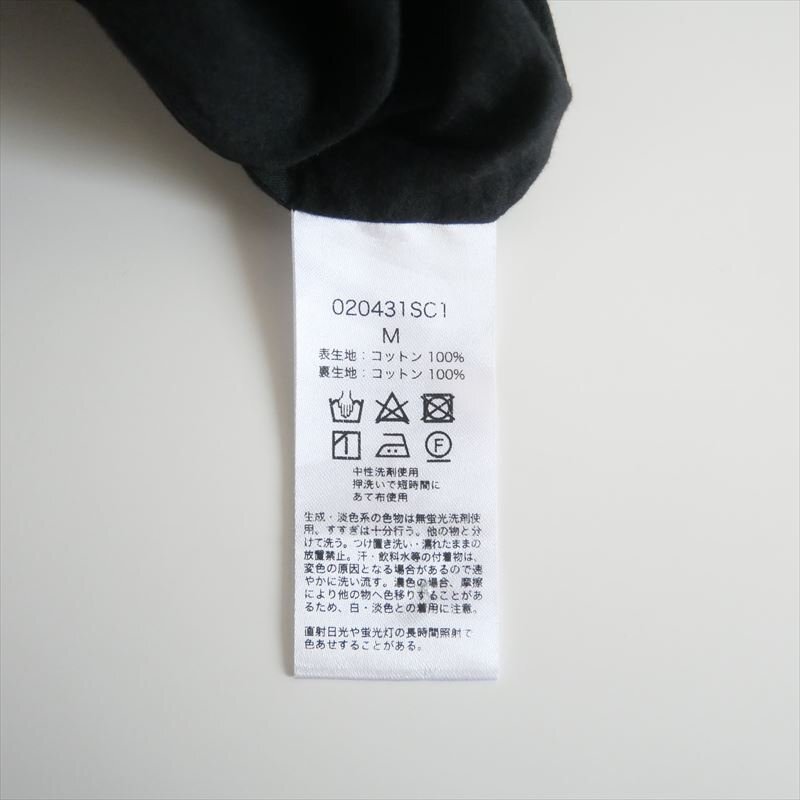 020431SC1
M
表生地：コットン 100%
裏生地：コットン 100%
F
中性洗剤使用
押洗いで短時間に
あて布使用
生成・淡色系の色物は無蛍光洗剤使
用、すすぎは十分行う。他の物と分
けて洗う。つけ置き洗い・濡れたままの
放置禁止。汗・飲料水等の付着物は、
変色の原因となる場合があるので速
やかに洗い流す。濃色の場合、摩擦
により他の物へ色移りすることがあ
るため、白・淡色との着用に注意。
直射日光や蛍光灯の長時間照射で
色あせすることがある。